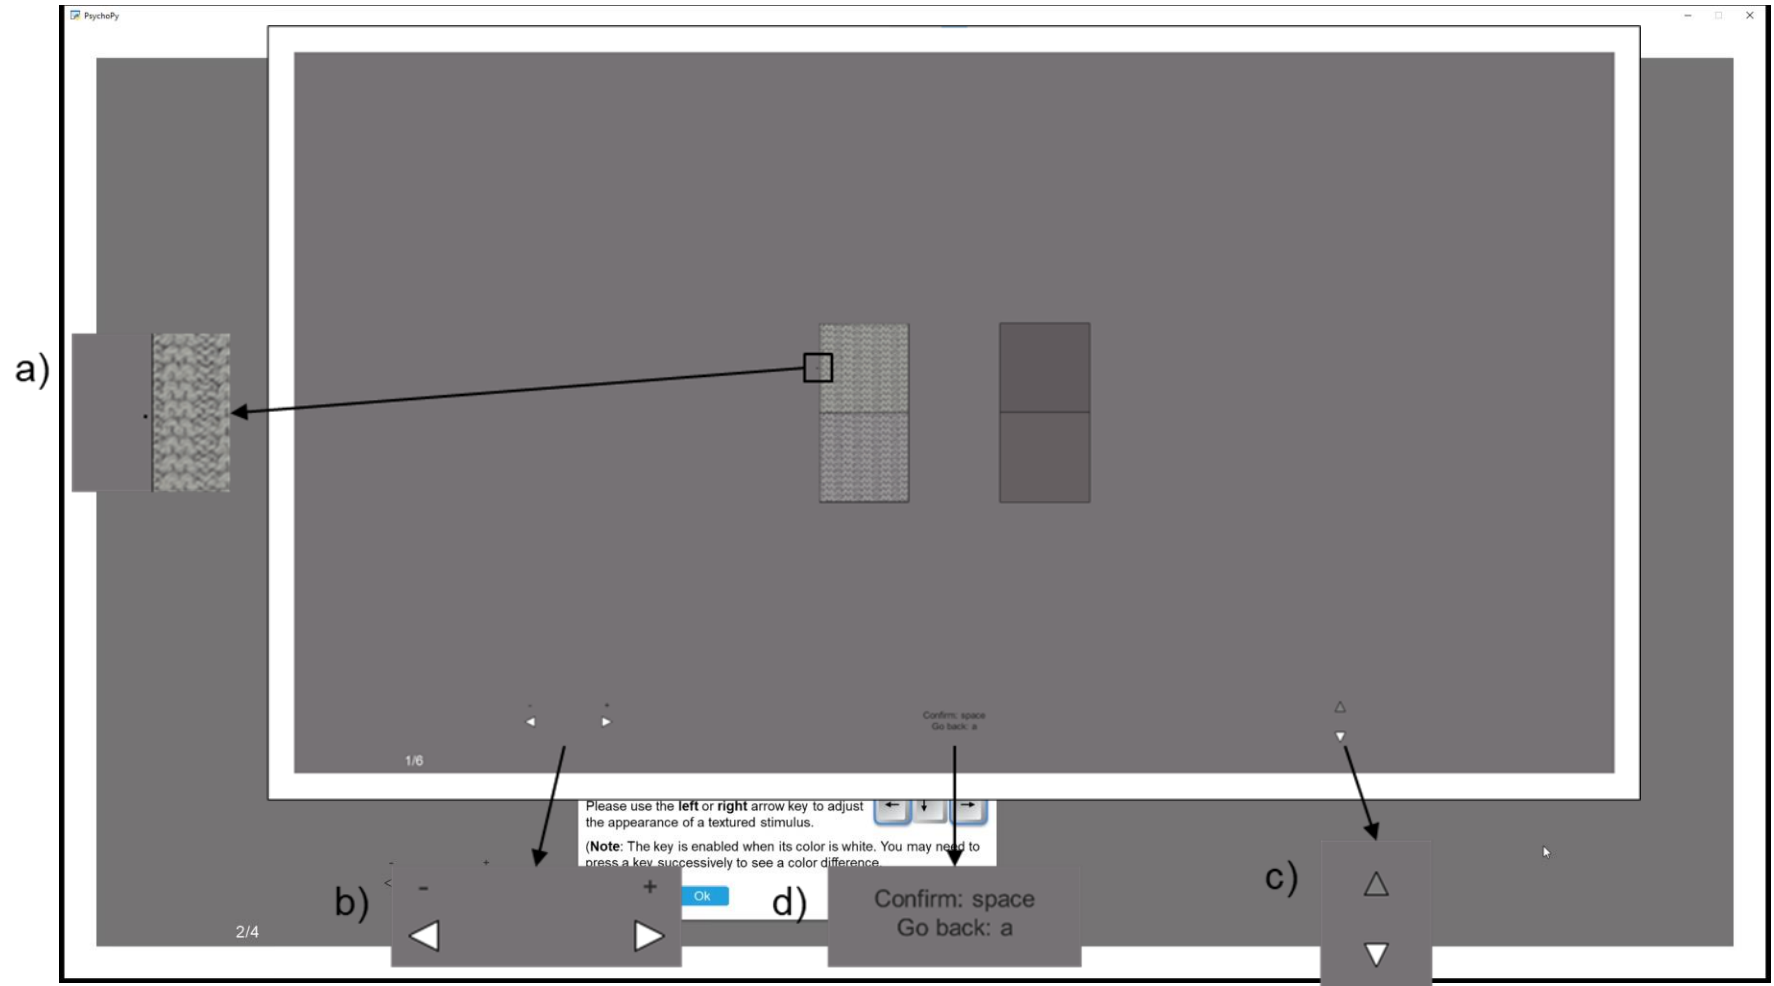 PsychoPy
a)
- +
Confirm: space
Go back: a
1/6
Please use the left or right arrow key to adjust
the appearance of a textured stimulus.
(Note: The key is enabled when its color is white. You may need to
press a key successively to see a color difference.
- +
<
Ok
2/4
b)
- +
d)
Confirm: space
Go back: a
c)